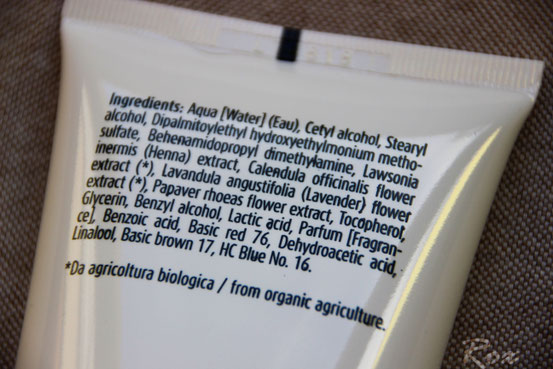 Ingredients: Aqua [Water] (Eau), Cetyl alcohol, Stearyl
alcohol, Dipalmitoylethyl hydroxyethylmonium metho-
sulfate, Behenamidopropyl dimethylamine, Lawsonia
inermis (Henna) extract, Calendula officinalis flower
extract (*), Lavandula angustifolia (Lavender) flower
extract (*), Papaver rhoeas flower extract, Tocopherol,
Glycerin, Benzyl alcohol, Lactic acid, Parfum [Fragran-
ce], Benzoic acid, Basic red 76, Dehydroacetic acid,
Linalool, Basic brown 17, HC Blue No. 16.
*Da agricoltura biologica / from organic agriculture.
Rox